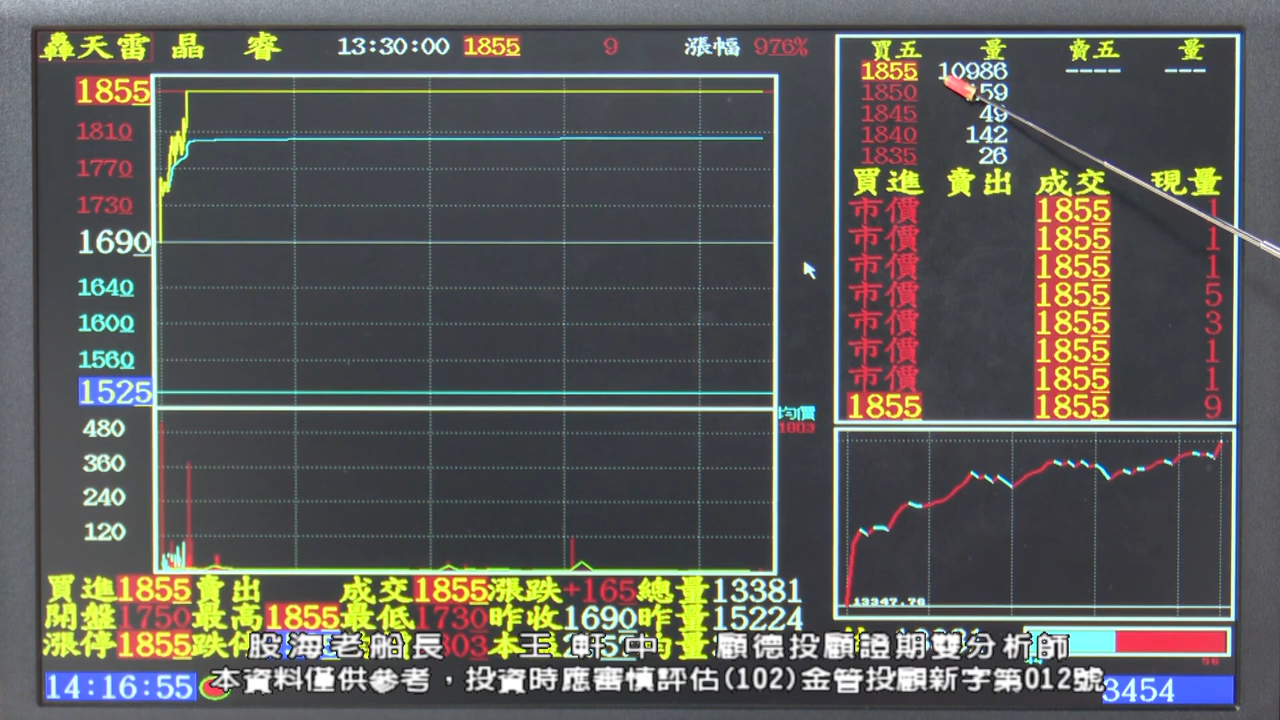 轟天雷 晶 睿 13:30:00 1855 9 漲幅 976%
1855
1810
1770
1730
1690
1640
1600
1560
1525
480
360
240
120
均價
1803
買五 量 賣五 量
1855 10986 ---- ---
1850 159
1845 49
1840 142
1835 26
買進 賣出 成交 現量
市價 1855 1
市價 1855 1
市價 1855 1
市價 1855 5
市價 1855 3
市價 1855 1
市價 1855 1
1855 1855 9
13347.76
買進1855賣出 成交1855漲跌+165總量13381
開盤1750最高1855最低1730昨收1690昨量15224
漲停1855跌
股海老船長 王軒中 顧德投顧證期雙分析師
本資料僅供參考，投資時應審慎評估(102)金管投顧新字第012號
14:16:55
3454